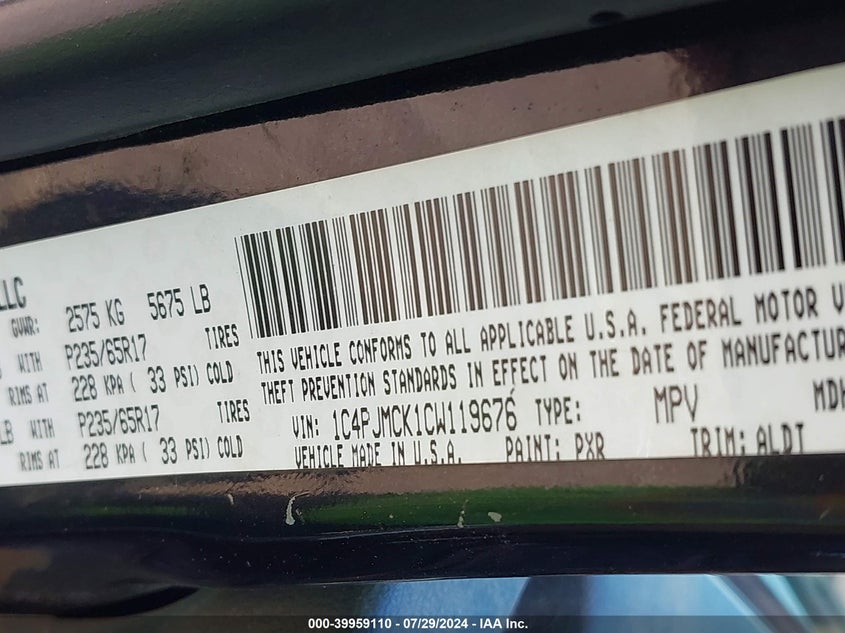 LLC
GVWR: 2575 KG 5675 LB
WITH P235/65R17 TIRES
RIMS AT 228 KPA ( 33 PSI) COLD
LB WITH P235/65R17 TIRES
RIMS AT 228 KPA ( 33 PSI) COLD
THIS VEHICLE CONFORMS TO ALL APPLICABLE U.S.A. FEDERAL MOTOR V
THEFT PREVENTION STANDARDS IN EFFECT ON THE DATE OF MANUFACTUR
VIN: 1C4PJMCK1CW119676 TYPE: MPV MDH
VEHICLE MADE IN U.S.A. PAINT: PXR TRIM: ALDT
000-39959110 / 07/29/2024 - IAA Inc.